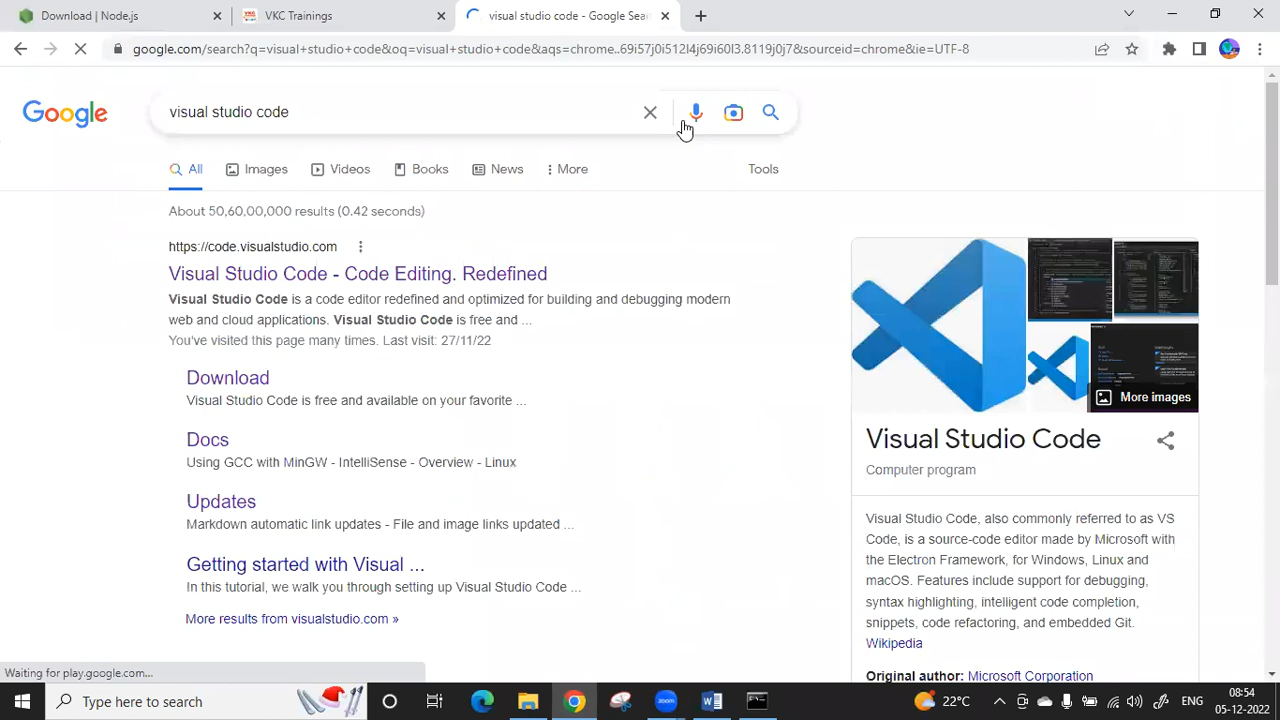 Download | Node.js
VKC Trainings
visual studio code - Google Sea
google.com/search?q=visual+studio+code&oq=visual+studio+code&aqs=chrome..69i57j0i512l4j69i60l3.8119j0j7&sourceid=chrome&ie=UTF-8
Google
visual studio code
All
Images
Videos
Books
News
More
Tools
About 50,60,00,000 results (0.42 seconds)
https://code.visualstudio.com
Visual Studio Code - Code Editing. Redefined
Visual Studio Code is a code editor redefined and optimized for building and debugging modern
web and cloud applications. Visual Studio Code is free and ...
You've visited this page many times. Last visit: 27/11/22
Download
Visual Studio Code is free and available on your favorite ...
Docs
Using GCC with MinGW - IntelliSense - Overview - Linux
Updates
Markdown automatic link updates - File and image links updated ...
Getting started with Visual ...
In this tutorial, we walk you through setting up Visual Studio Code ...
More results from visualstudio.com »
More images
Visual Studio Code
Computer program
Visual Studio Code, also commonly referred to as VS
Code, is a source-code editor made by Microsoft with
the Electron Framework, for Windows, Linux and
macOS. Features include support for debugging,
syntax highlighting, intelligent code completion,
snippets, code refactoring, and embedded Git.
Wikipedia
Original author: Microsoft Corporation
Waiting for play.google.com...
Type here to search
zoom
22°C
ENG
08:54
05-12-2022